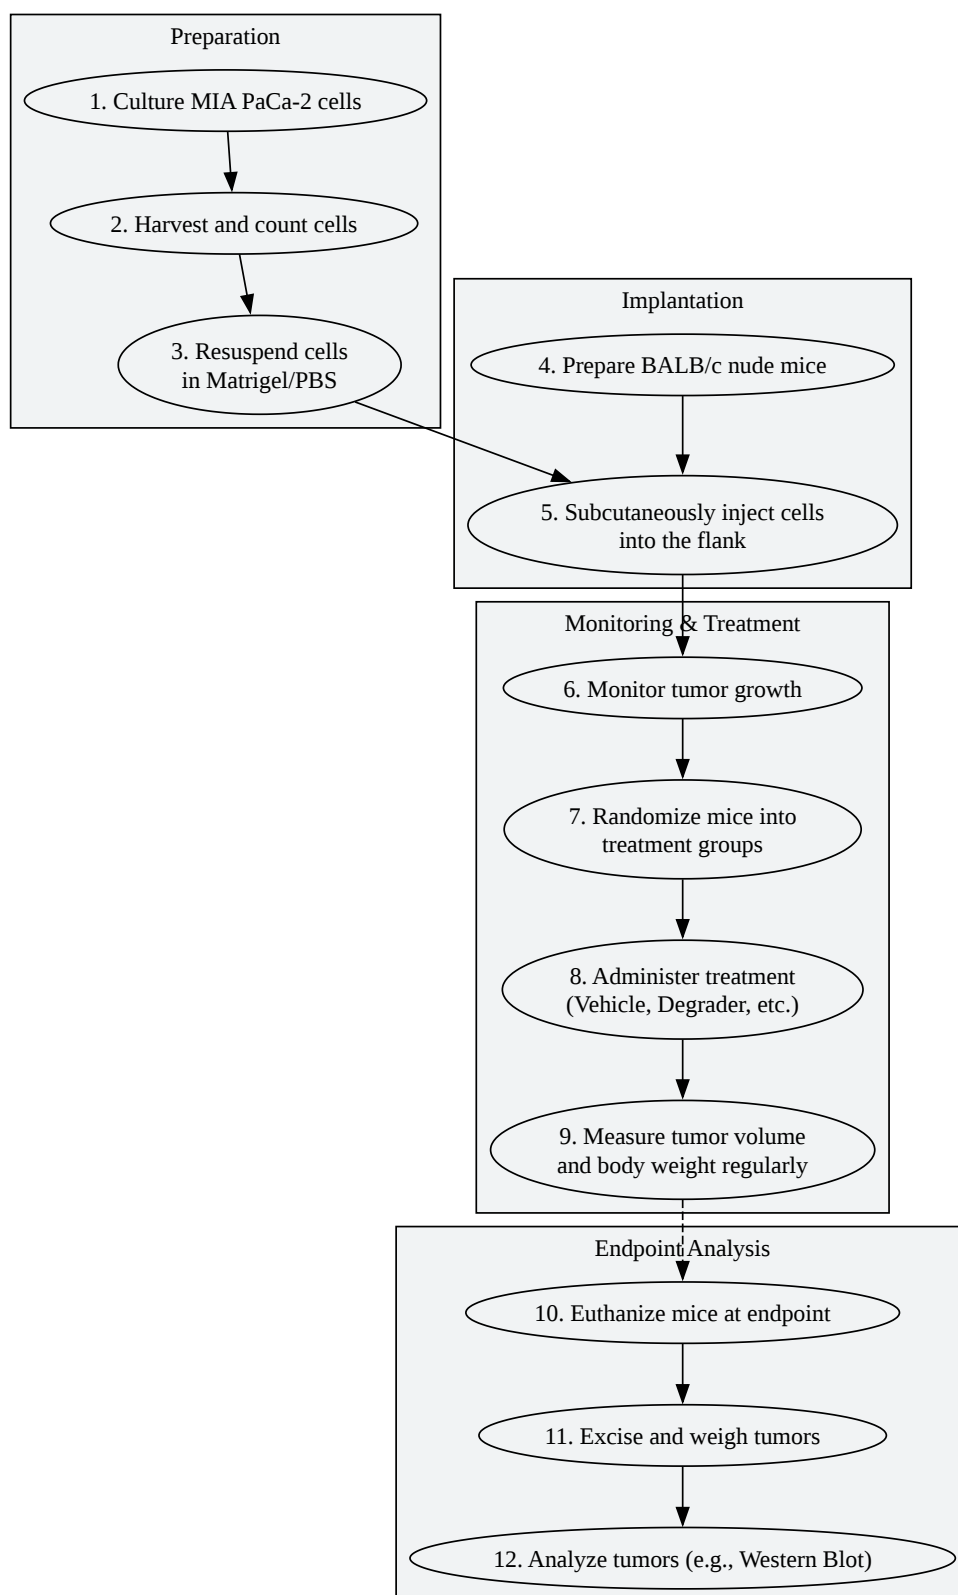 Preparation
1. Culture MIA PaCa-2 cells
2. Harvest and count cells
3. Resuspend cells
in Matrigel/PBS
Implantation
4. Prepare BALB/c nude mice
5. Subcutaneously inject cells
into the flank
Monitoring & Treatment
6. Monitor tumor growth
7. Randomize mice into
treatment groups
8. Administer treatment
(Vehicle, Degrader, etc.)
9. Measure tumor volume
and body weight regularly
Endpoint Analysis
10. Euthanize mice at endpoint
11. Excise and weigh tumors
12. Analyze tumors (e.g., Western Blot)